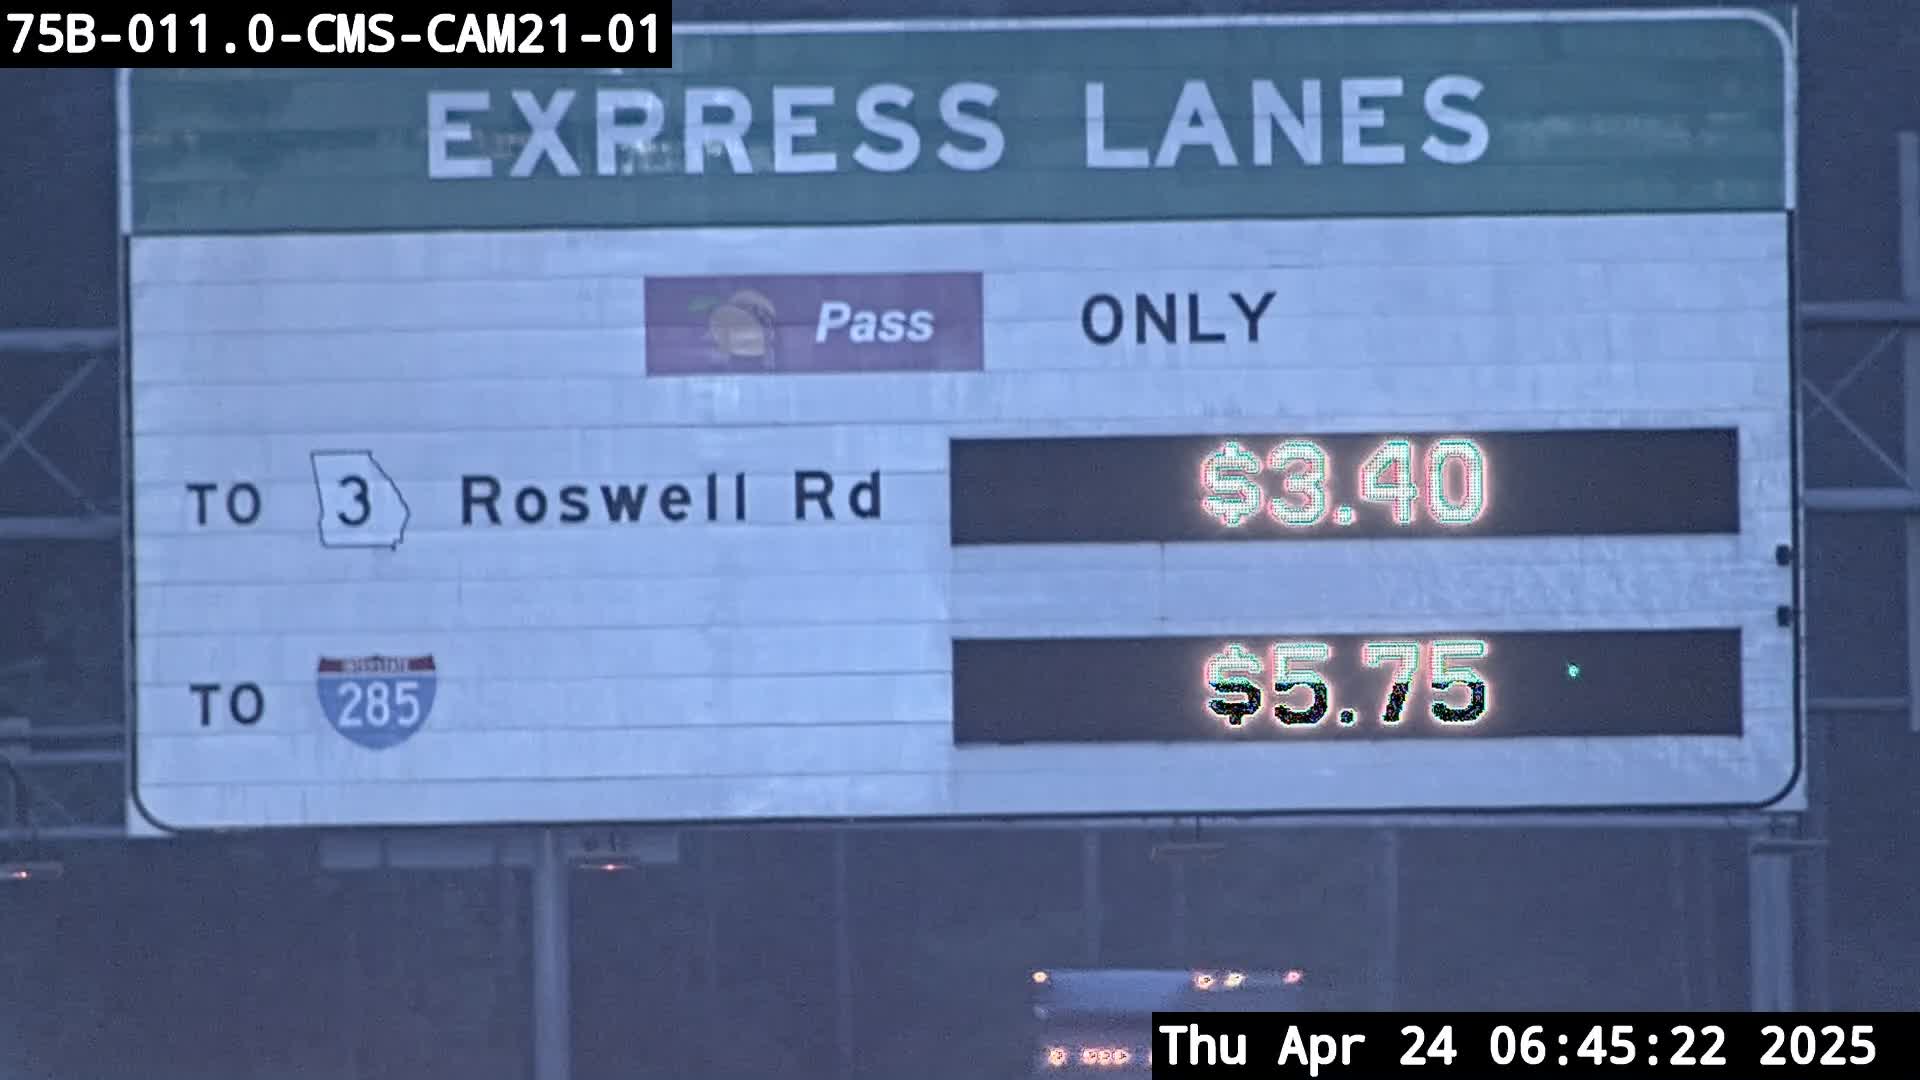 75B-011.0-CMS-CAM21-01
EXPRESS LANES
Pass ONLY
TO 3 Roswell Rd $3.40
TO 285 $5.75
Thu Apr 24 06:45:22 2025